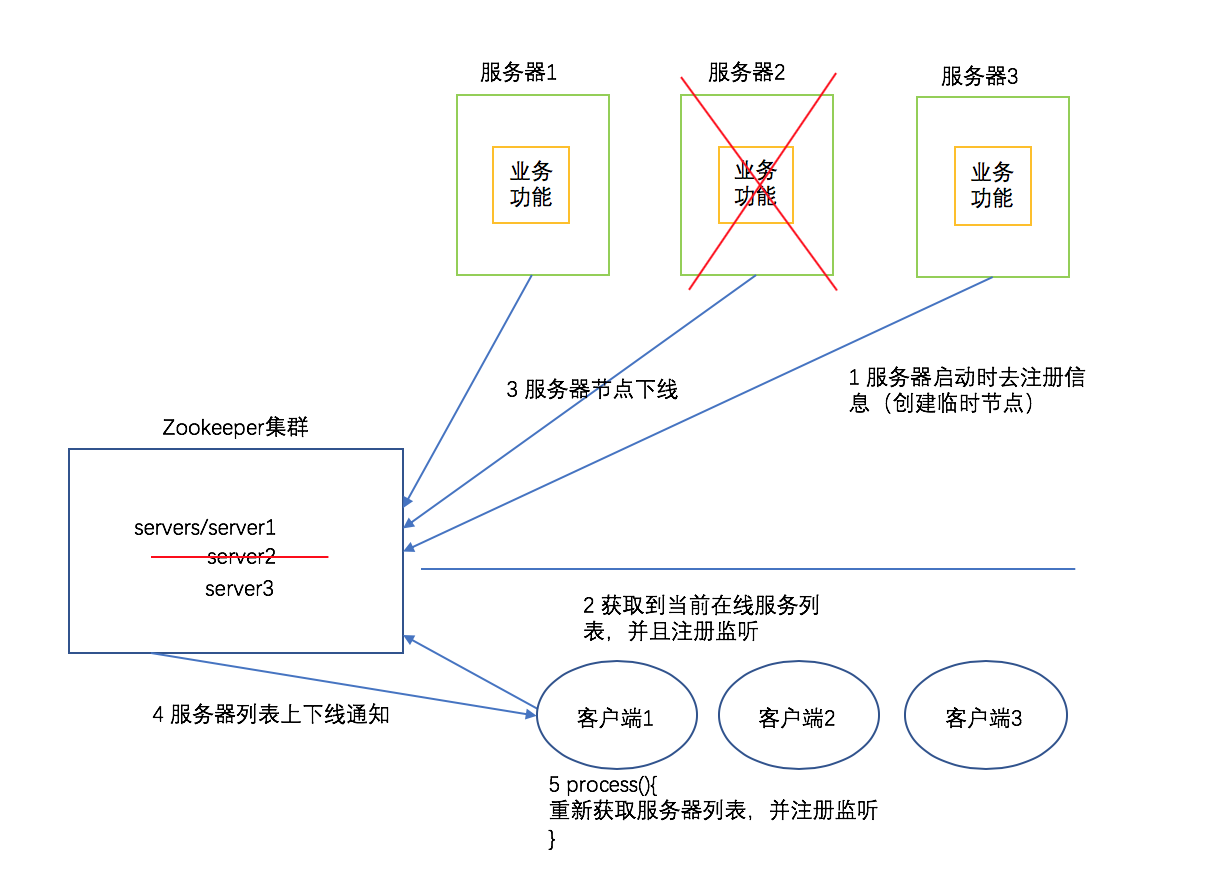 服务器1
服务器2
服务器3
业务
功能
业务
功能
业务
功能
3 服务器节点下线
1 服务器启动时去注册信
息（创建临时节点）
Zookeeper集群
servers/server1
server2
server3
2 获取到当前在线服务列
表，并且注册监听
4 服务器列表上下线通知
客户端1
客户端2
客户端3
5 process(){
重新获取服务器列表，并注册监听
}